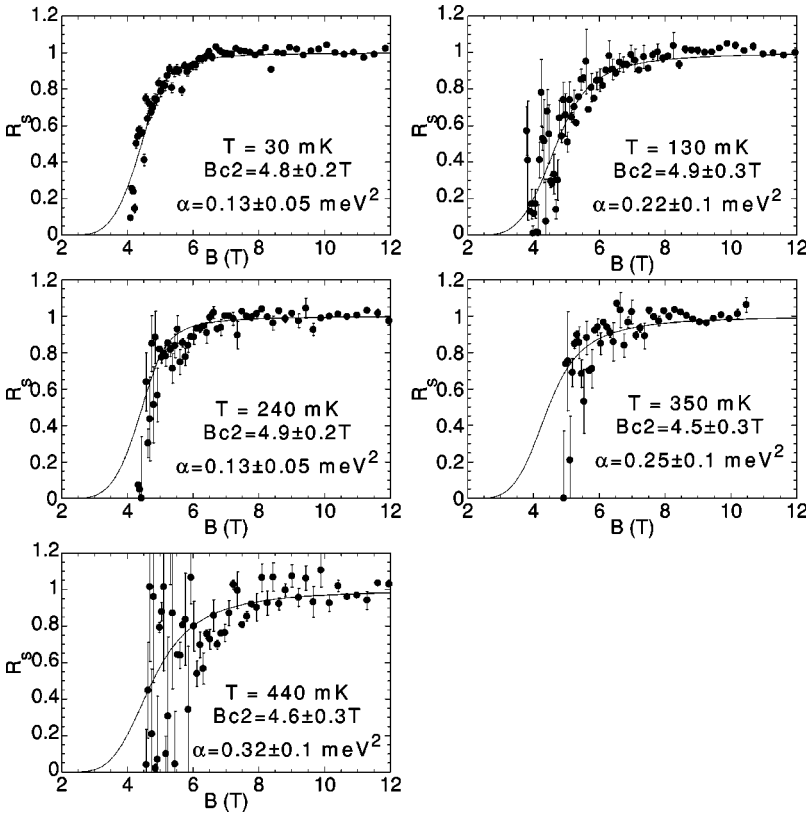 1.2
1
0.8
0.6
0.4
0.2
0
R_s
T = 30 mK
Bc2=4.8±0.2T
α=0.13±0.05 meV²
2 4 6 8 10 12
B (T)
1.2
1
0.8
0.6
0.4
0.2
0
R_s
T = 130 mK
Bc2=4.9±0.3T
α=0.22±0.1 meV²
2 4 6 8 10 12
B (T)
1.2
1
0.8
0.6
0.4
0.2
0
R_s
T = 240 mK
Bc2=4.9±0.2T
α=0.13±0.05 meV²
2 4 6 8 10 12
B (T)
1.2
1
0.8
0.6
0.4
0.2
0
R_s
T = 350 mK
Bc2=4.5±0.3T
α=0.25±0.1 meV²
2 4 6 8 10 12
B (T)
1.2
1
0.8
0.6
0.4
0.2
0
R_s
T = 440 mK
Bc2=4.6±0.3T
α=0.32±0.1 meV²
2 4 6 8 10 12
B (T)